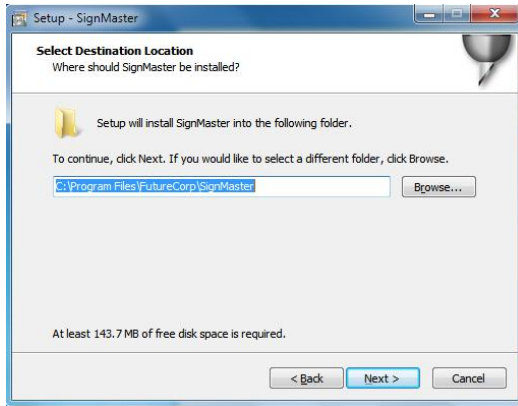 Setup - SignMaster
Select Destination Location
Where should SignMaster be installed?
Setup will install SignMaster into the following folder.
To continue, click Next. If you would like to select a different folder, click Browse.
C:\Program Files\FutureCorp\SignMaster
Browse...
At least 143.7 MB of free disk space is required.
< Back
Next >
Cancel